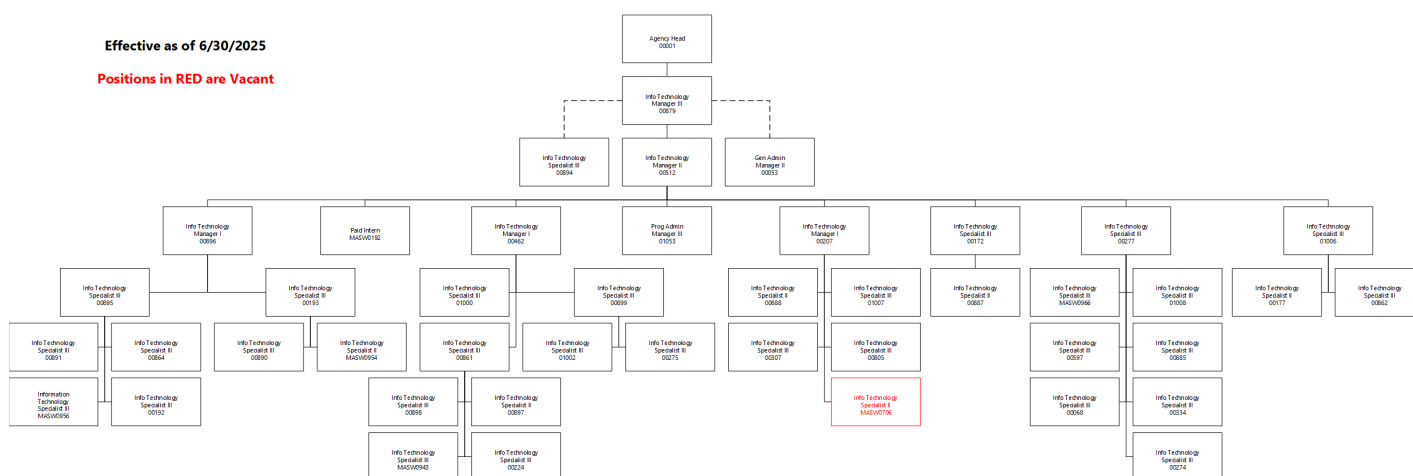 Effective as of 6/30/2025
Positions in RED are Vacant
Agency Head
00001
Info Technology
Manager III
00879
Info Technology
Specialist III
00894
Info Technology
Manager II
00512
Gen Admin
Manager II
00053
Info Technology
Manager I
00896
Paid Intern
MASW0192
Info Technology
Manager I
00462
Prog Admin
Manager III
01053
Info Technology
Manager I
00207
Info Technology
Specialist III
00172
Info Technology
Specialist III
00277
Info Technology
Specialist III
01006
Info Technology
Specialist III
00895
Info Technology
Specialist III
00193
Info Technology
Specialist III
01000
Info Technology
Specialist III
00899
Info Technology
Specialist II
00888
Info Technology
Specialist III
01007
Info Technology
Specialist II
00887
Info Technology
Specialist III
MASW0966
Info Technology
Specialist III
01008
Info Technology
Specialist II
00177
Info Technology
Specialist III
00862
Info Technology
Specialist III
00891
Info Technology
Specialist III
00864
Info Technology
Specialist III
00890
Info Technology
Specialist II
MASW0954
Info Technology
Specialist III
00861
Info Technology
Specialist III
01002
Info Technology
Specialist III
00275
Info Technology
Specialist III
00307
Info Technology
Specialist III
00805
Info Technology
Specialist III
00597
Info Technology
Specialist III
00885
Information
Technology
Specialist III
MASW0956
Info Technology
Specialist III
00192
Info Technology
Specialist III
00898
Info Technology
Specialist II
00897
Info Technology
Specialist II
MASW0706
Info Technology
Specialist III
00068
Info Technology
Specialist III
00334
Info Technology
Specialist III
MASW0943
Info Technology
Specialist III
00224
Info Technology
Specialist III
00274